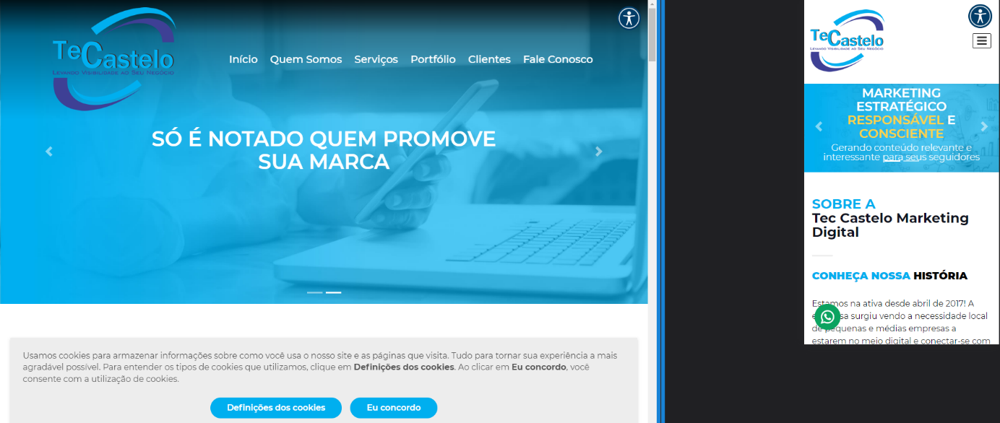 TeCastelo
Levando Visibilidade ao Seu Negócio
Início Quem Somos Serviços Portfólio Clientes Fale Conosco
SÓ É NOTADO QUEM PROMOVE
SUA MARCA
Usamos cookies para armazenar informações sobre como você usa o nosso site e as páginas que visita. Tudo para tornar sua experiência a mais
agradável possível. Para entender os tipos de cookies que utilizamos, clique em Definições dos cookies. Ao clicar em Eu concordo, você
consente com a utilização de cookies.
Definições dos cookies Eu concordo
TeCastelo
Levando Visibilidade ao Seu Negócio
MARKETING
ESTRATÉGICO
RESPONSÁVEL E
CONSCIENTE
Gerando conteúdo relevante e
interessante para seus seguidores
SOBRE A
Tec Castelo Marketing
Digital
CONHEÇA NOSSA HISTÓRIA
Estamos na ativa desde abril de 2017! A
surgiu vendo a necessidade local
de pequenas e médias empresas a
estarem no meio digital e conectar-se com